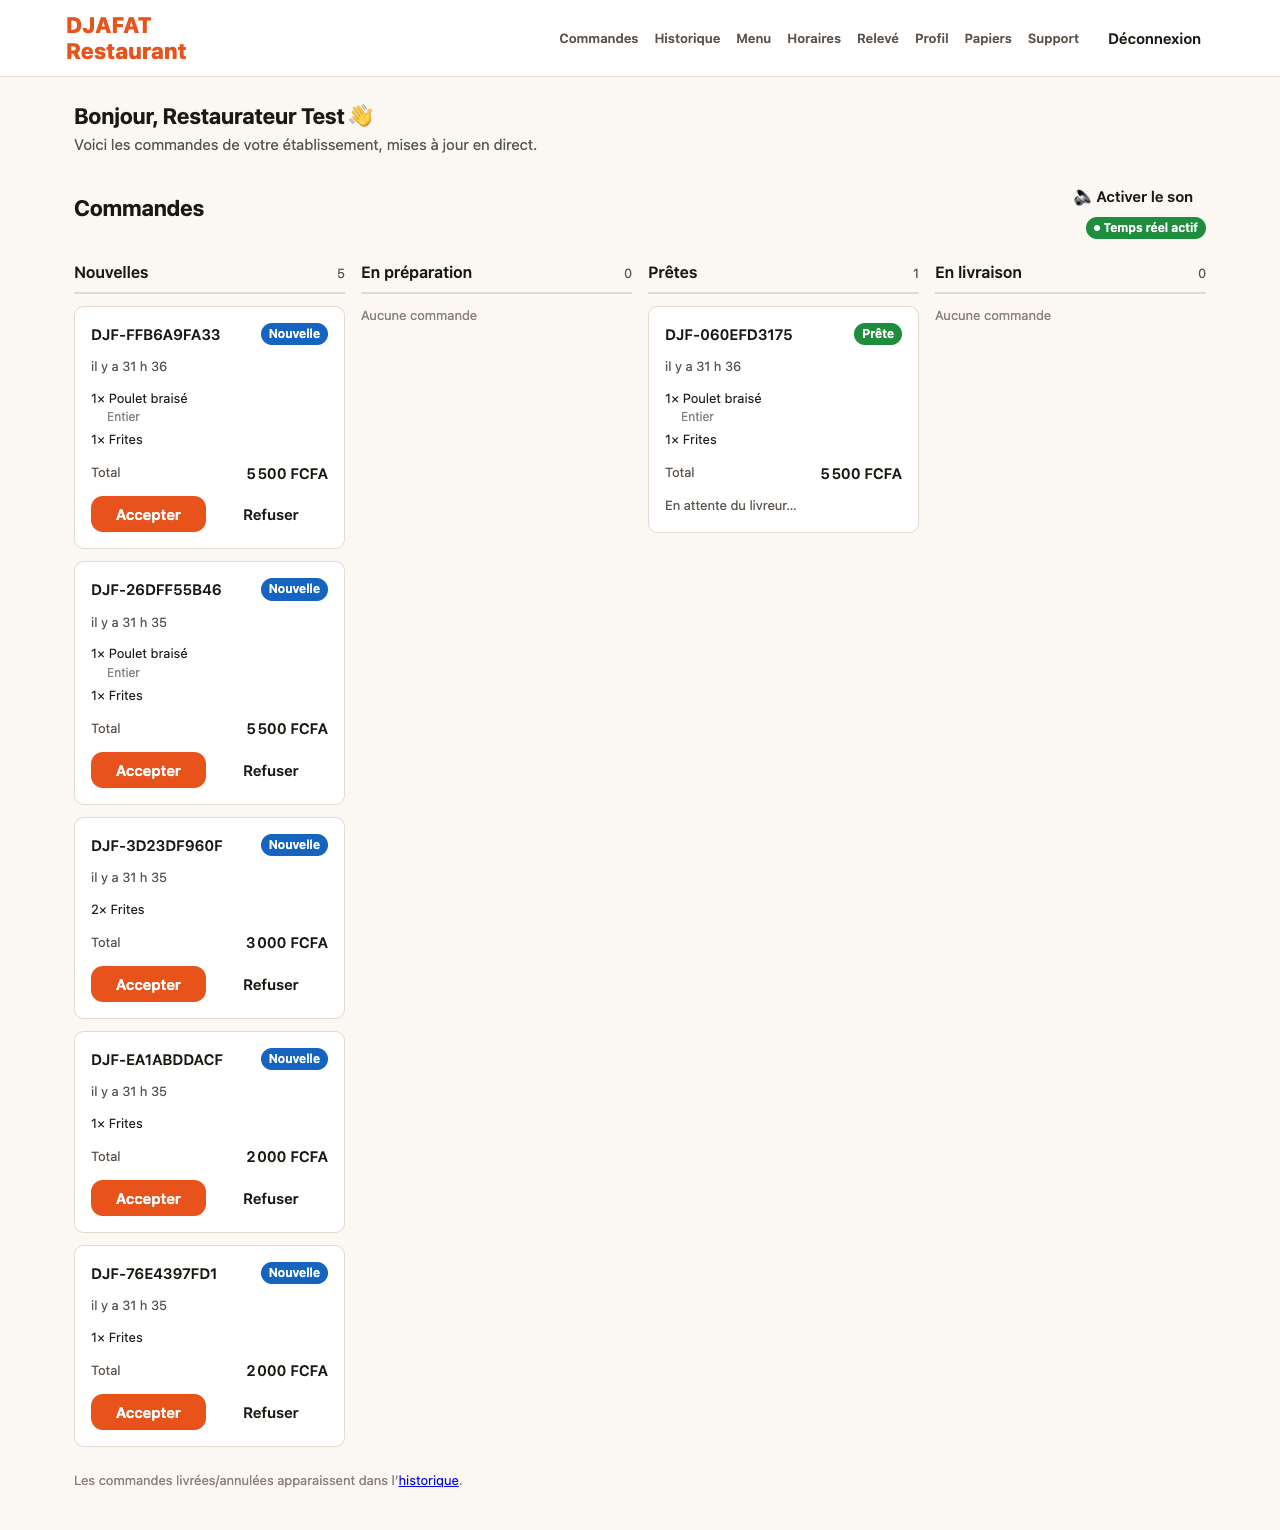 DJAFAT
Restaurant
Commandes Historique Menu Horaires Relevé Profil Papiers Support Déconnexion
Bonjour, Restaurateur Test 👋
Voici les commandes de votre établissement, mises à jour en direct.
Commandes
🔈 Activer le son
● Temps réel actif
Nouvelles 5
DJF-FFB6A9FA33 Nouvelle
il y a 31 h 36
1× Poulet braisé
Entier
1× Frites
Total 5 500 FCFA
Accepter Refuser
DJF-26DFF55B46 Nouvelle
il y a 31 h 35
1× Poulet braisé
Entier
1× Frites
Total 5 500 FCFA
Accepter Refuser
DJF-3D23DF960F Nouvelle
il y a 31 h 35
2× Frites
Total 3 000 FCFA
Accepter Refuser
DJF-EA1ABDDACF Nouvelle
il y a 31 h 35
1× Frites
Total 2 000 FCFA
Accepter Refuser
DJF-76E4397FD1 Nouvelle
il y a 31 h 35
1× Frites
Total 2 000 FCFA
Accepter Refuser
En préparation 0
Aucune commande
Prêtes 1
DJF-060EFD3175 Prête
il y a 31 h 36
1× Poulet braisé
Entier
1× Frites
Total 5 500 FCFA
En attente du livreur…
En livraison 0
Aucune commande
Les commandes livrées/annulées apparaissent dans l'historique.